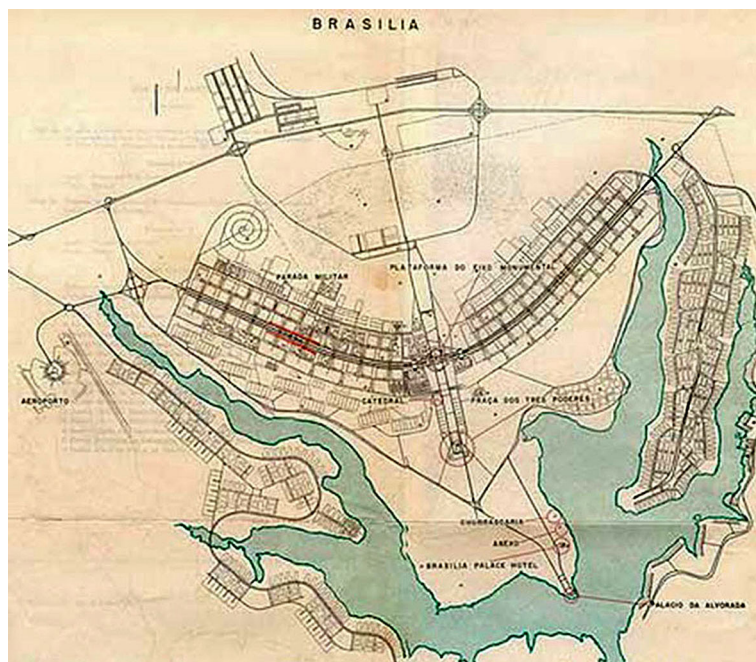 BRASILIA
PARADA MILITAR
PLATAFORMA DO EIXO MONUMENTAL
AEROPORTO
CATEDRAL
PRAÇA DOS TRES PODERES
CHURRASCARIA
ANEXO
BRASILIA PALACE HOTEL
PALACIO DA ALVORADA